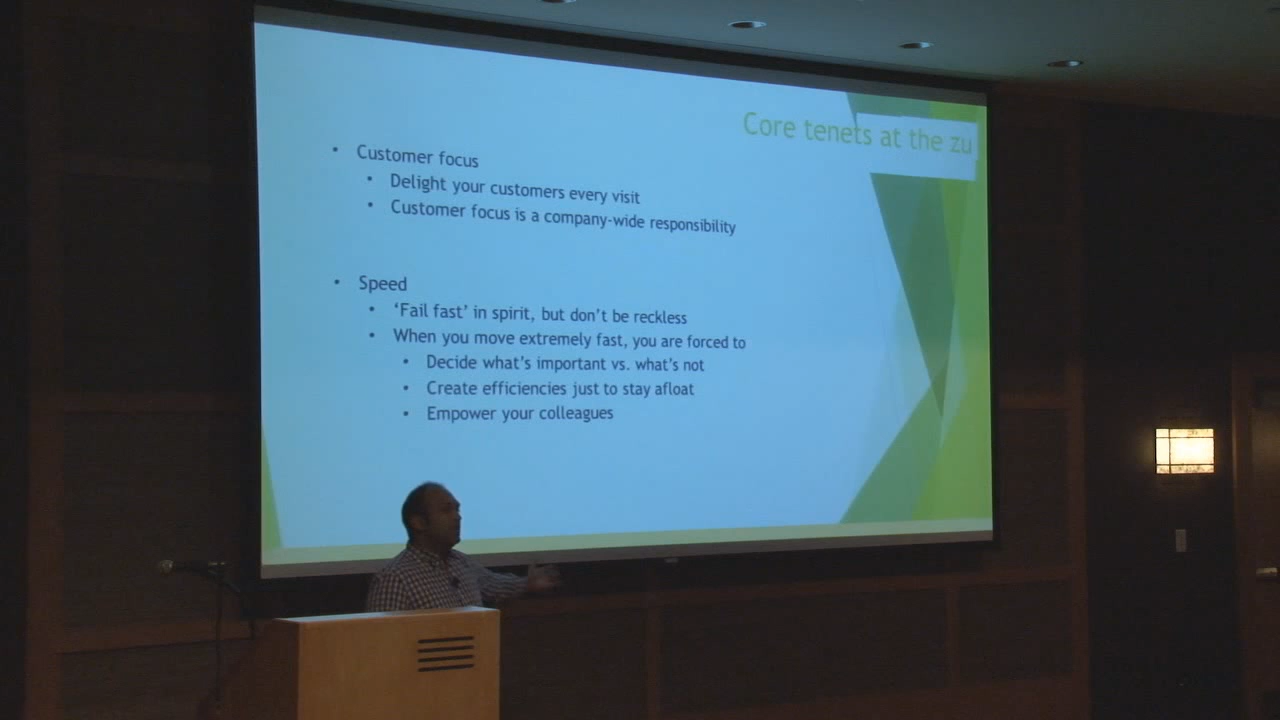 Core tenets at the zu
• Customer focus
• Delight your customers every visit
• Customer focus is a company-wide responsibility
• Speed
• ‘Fail fast’ in spirit, but don’t be reckless
• When you move extremely fast, you are forced to
• Decide what’s important vs. what’s not
• Create efficiencies just to stay afloat
• Empower your colleagues